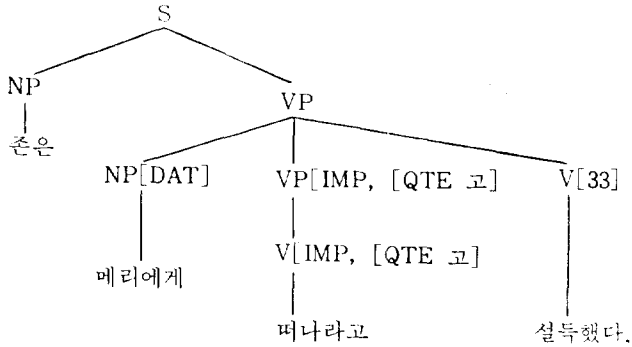 S
NP
VP
존은
NP[DAT] VP[IMP, [QTE 고] V[33]
V[IMP, [QTE 고]
메리에게
떠나라고 설득했다,